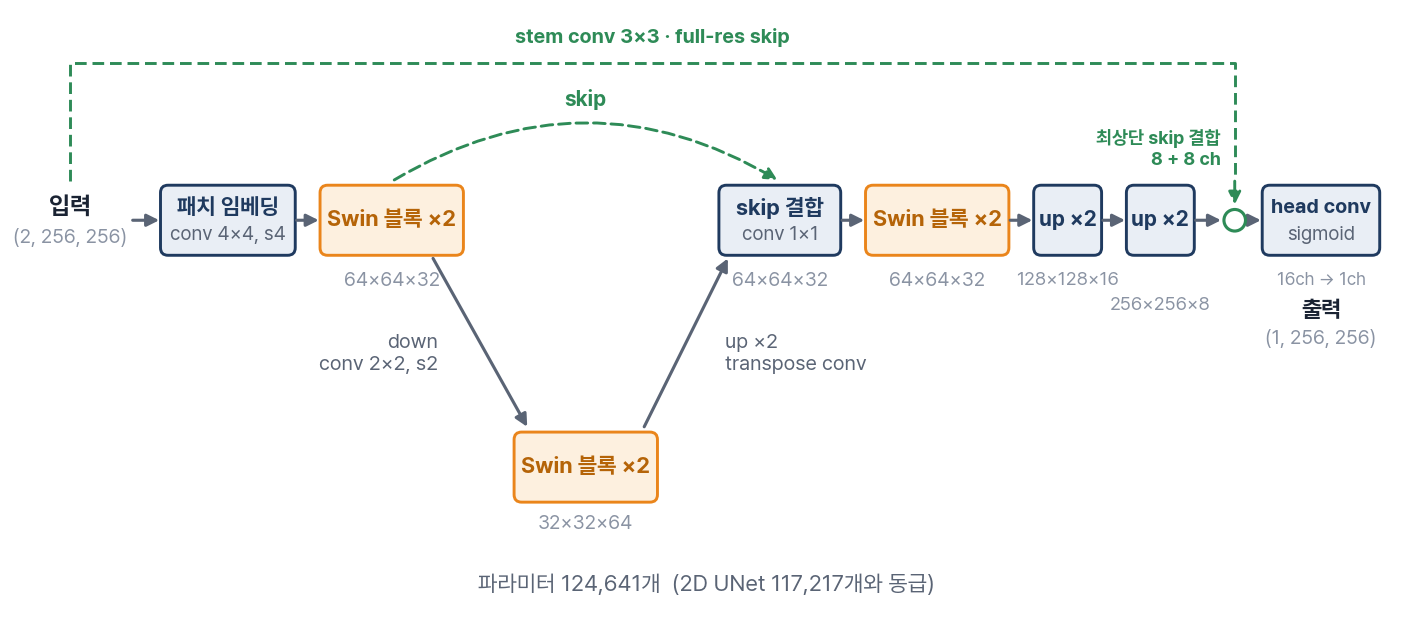 stem conv 3×3 · full-res skip
skip
최상단 skip 결합
8 + 8 ch
입력
(2, 256, 256)
패치 임베딩
conv 4×4, s4
Swin 블록 ×2
64×64×32
skip 결합
conv 1×1
64×64×32
Swin 블록 ×2
64×64×32
up ×2
128×128×16
up ×2
256×256×8
head conv
sigmoid
16ch → 1ch
출력
(1, 256, 256)
down
conv 2×2, s2
up ×2
transpose conv
Swin 블록 ×2
32×32×64
파라미터 124,641개 (2D UNet 117,217개와 동급)